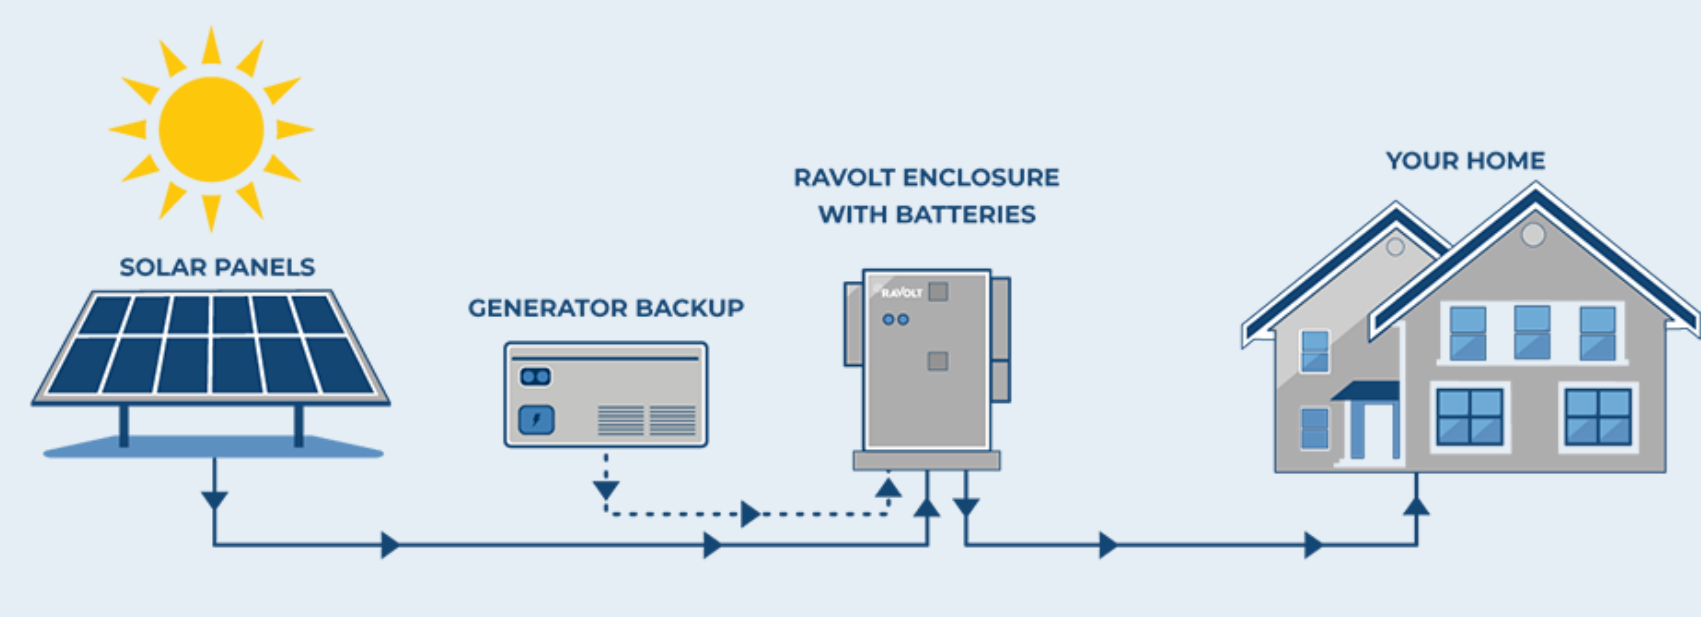 SOLAR PANELS
GENERATOR BACKUP
RAVOLT ENCLOSURE
WITH BATTERIES
RAVOLT
YOUR HOME